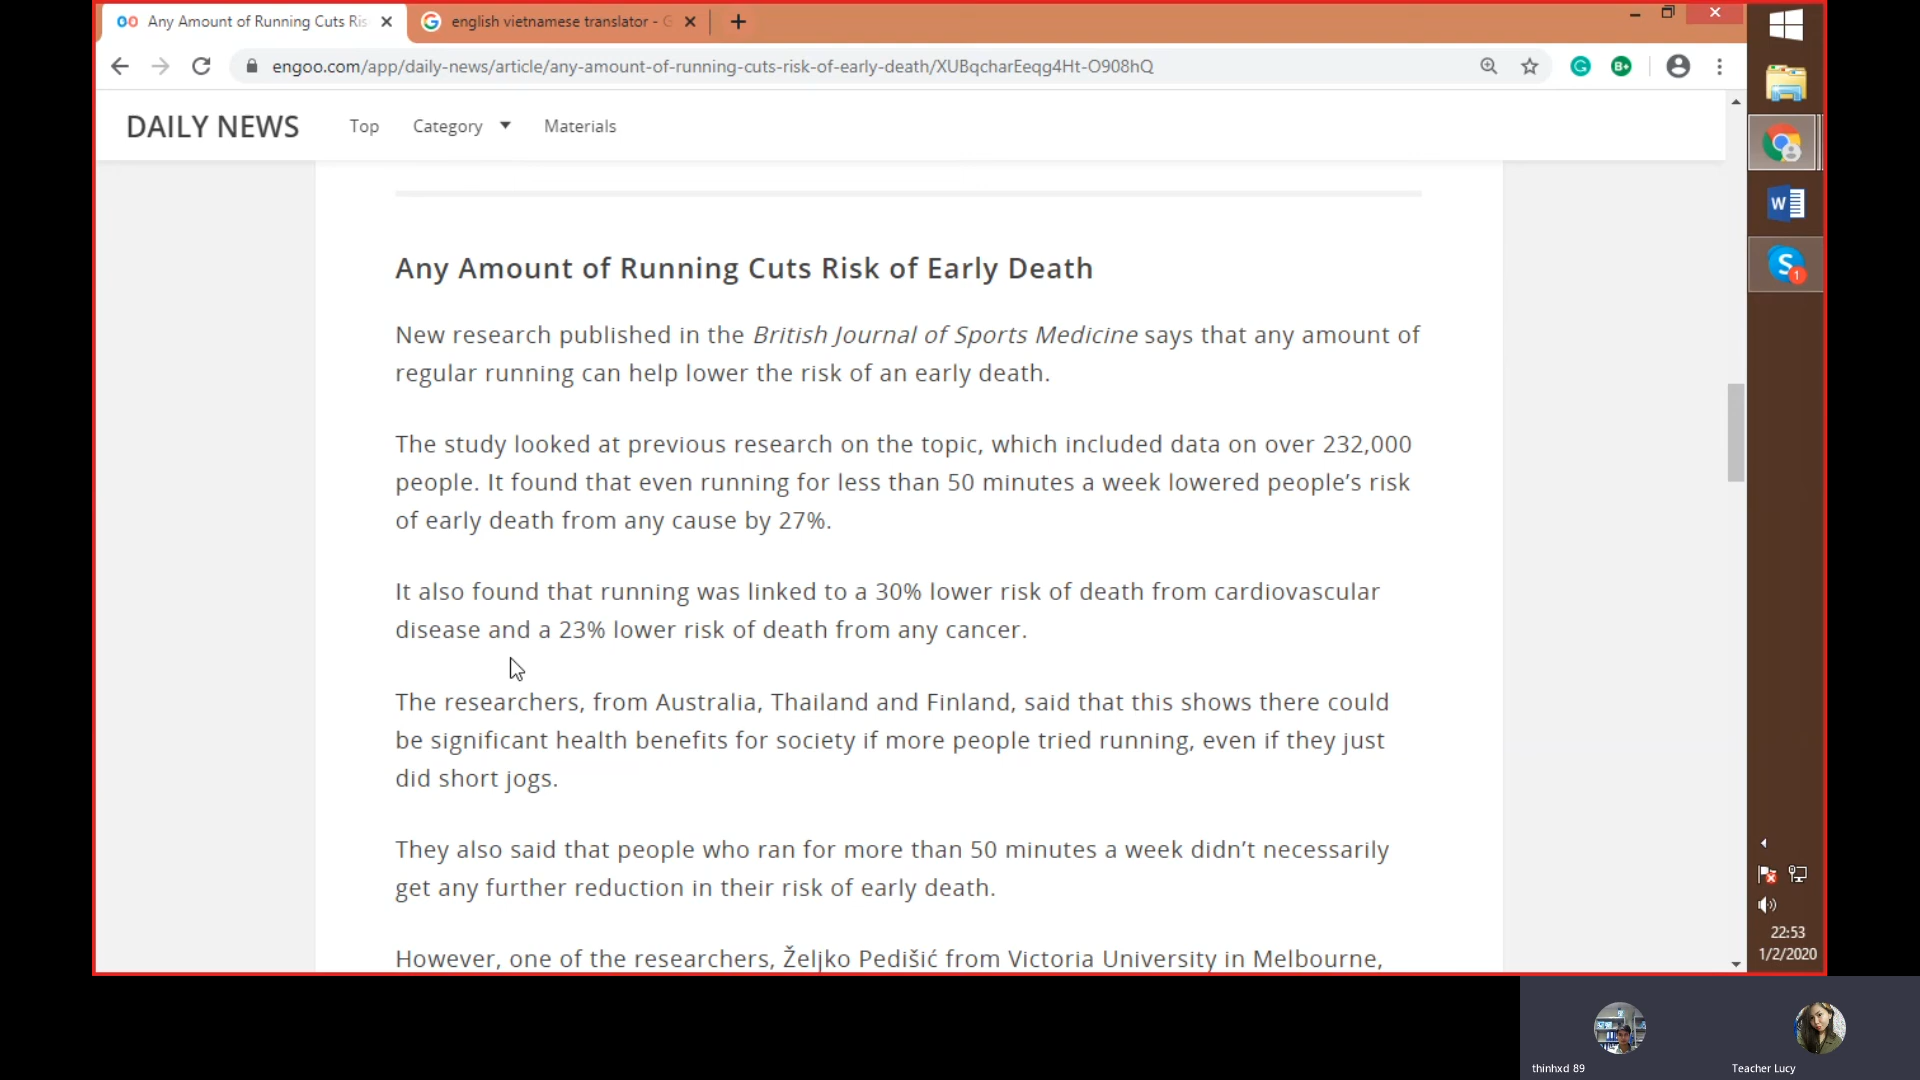 Any Amount of Running Cuts Ris
english vietnamese translator - G
engoo.com/app/daily-news/article/any-amount-of-running-cuts-risk-of-early-death/XUBqcharEeqg4Ht-O908hQ
DAILY NEWS Top Category Materials
Any Amount of Running Cuts Risk of Early Death
New research published in the British Journal of Sports Medicine says that any amount of
regular running can help lower the risk of an early death.
The study looked at previous research on the topic, which included data on over 232,000
people. It found that even running for less than 50 minutes a week lowered people’s risk
of early death from any cause by 27%.
It also found that running was linked to a 30% lower risk of death from cardiovascular
disease and a 23% lower risk of death from any cancer.
The researchers, from Australia, Thailand and Finland, said that this shows there could
be significant health benefits for society if more people tried running, even if they just
did short jogs.
They also said that people who ran for more than 50 minutes a week didn’t necessarily
get any further reduction in their risk of early death.
However, one of the researchers, Željko Pedišić from Victoria University in Melbourne,
22:53
1/2/2020
thinhxd 89
Teacher Lucy